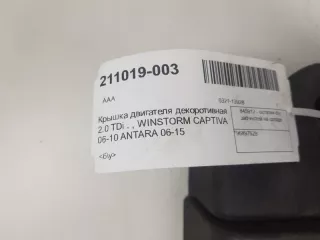 211019-003
AAA
Крышка двигателя декоративная
2.0 TDi . , WINSTORM CAPTIVA
06-10 ANTARA 06-15
<б\у>